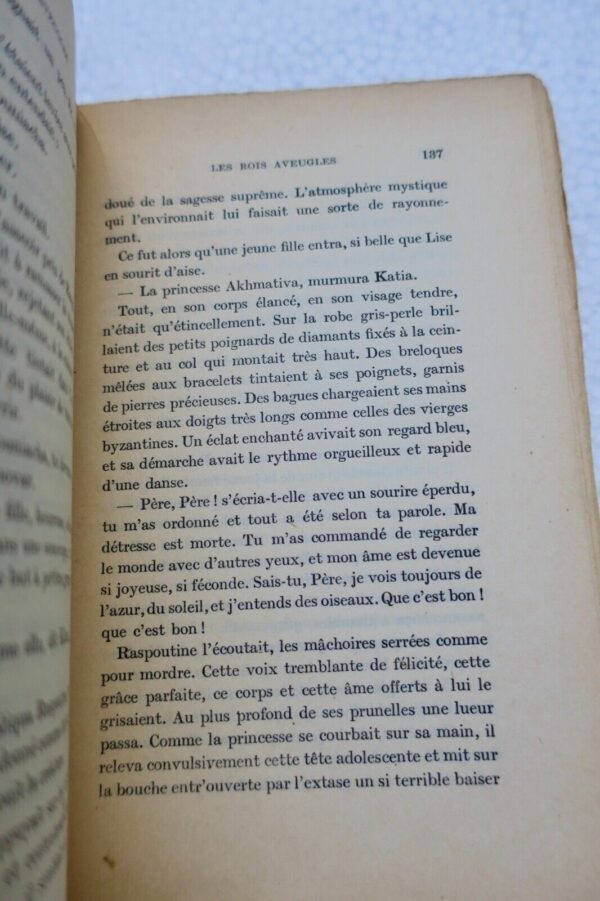 LES ROIS AVEUGLES 137
doué de la sagesse suprême. L'atmosphère mystique
qui l'environnait lui faisait une sorte de rayonne-
ment.
Ce fut alors qu'une jeune fille entra, si belle que Lise
en sourit d'aise.
— La princesse Akhmativa, murmura Katia.
Tout, en son corps élancé, en son visage tendre,
n'était qu'étincellement. Sur la robe gris-perle bril-
laient des petits poignards de diamants fixés à la cein-
ture et au col qui montait très haut. Des breloques
mêlées aux bracelets tintaient à ses poignets, garnis
de pierres précieuses. Des bagues chargeaient ses mains
étroites aux doigts très longs comme celles des vierges
byzantines. Un éclat enchanté avivait son regard bleu,
et sa démarche avait le rythme orgueilleux et rapide
d'une danse.
— Père, Père ! s'écria-t-elle avec un sourire éperdu,
tu m'as ordonné et tout a été selon ta parole. Ma
détresse est morte. Tu m'as commandé de regarder
le monde avec d'autres yeux, et mon âme est devenue
si joyeuse, si féconde. Sais-tu, Père, je vois toujours de
l'azur, du soleil, et j'entends des oiseaux. Que c'est bon !
que c'est bon !
Raspoutine l'écoutait, les mâchoires serrées comme
pour mordre. Cette voix tremblante de félicité, cette
grâce parfaite, ce corps et cette âme offerts à lui le
grisaient. Au plus profond de ses prunelles une lueur
passa. Comme la princesse se courbait sur sa main, il
releva convulsivement cette tête adolescente et mit sur
la bouche entr'ouverte par l'extase un si terrible baiser